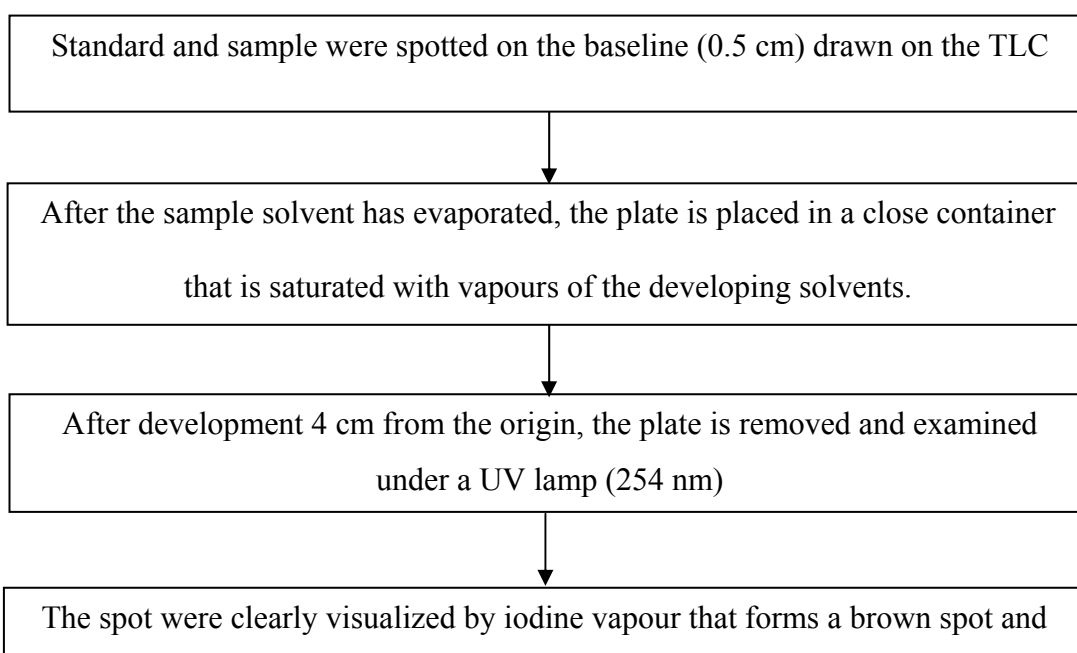 Standard and sample were spotted on the baseline (0.5 cm) drawn on the TLC
After the sample solvent has evaporated, the plate is placed in a close container
that is saturated with vapours of the developing solvents.
After development 4 cm from the origin, the plate is removed and examined
under a UV lamp (254 nm)
The spot were clearly visualized by iodine vapour that forms a brown spot and